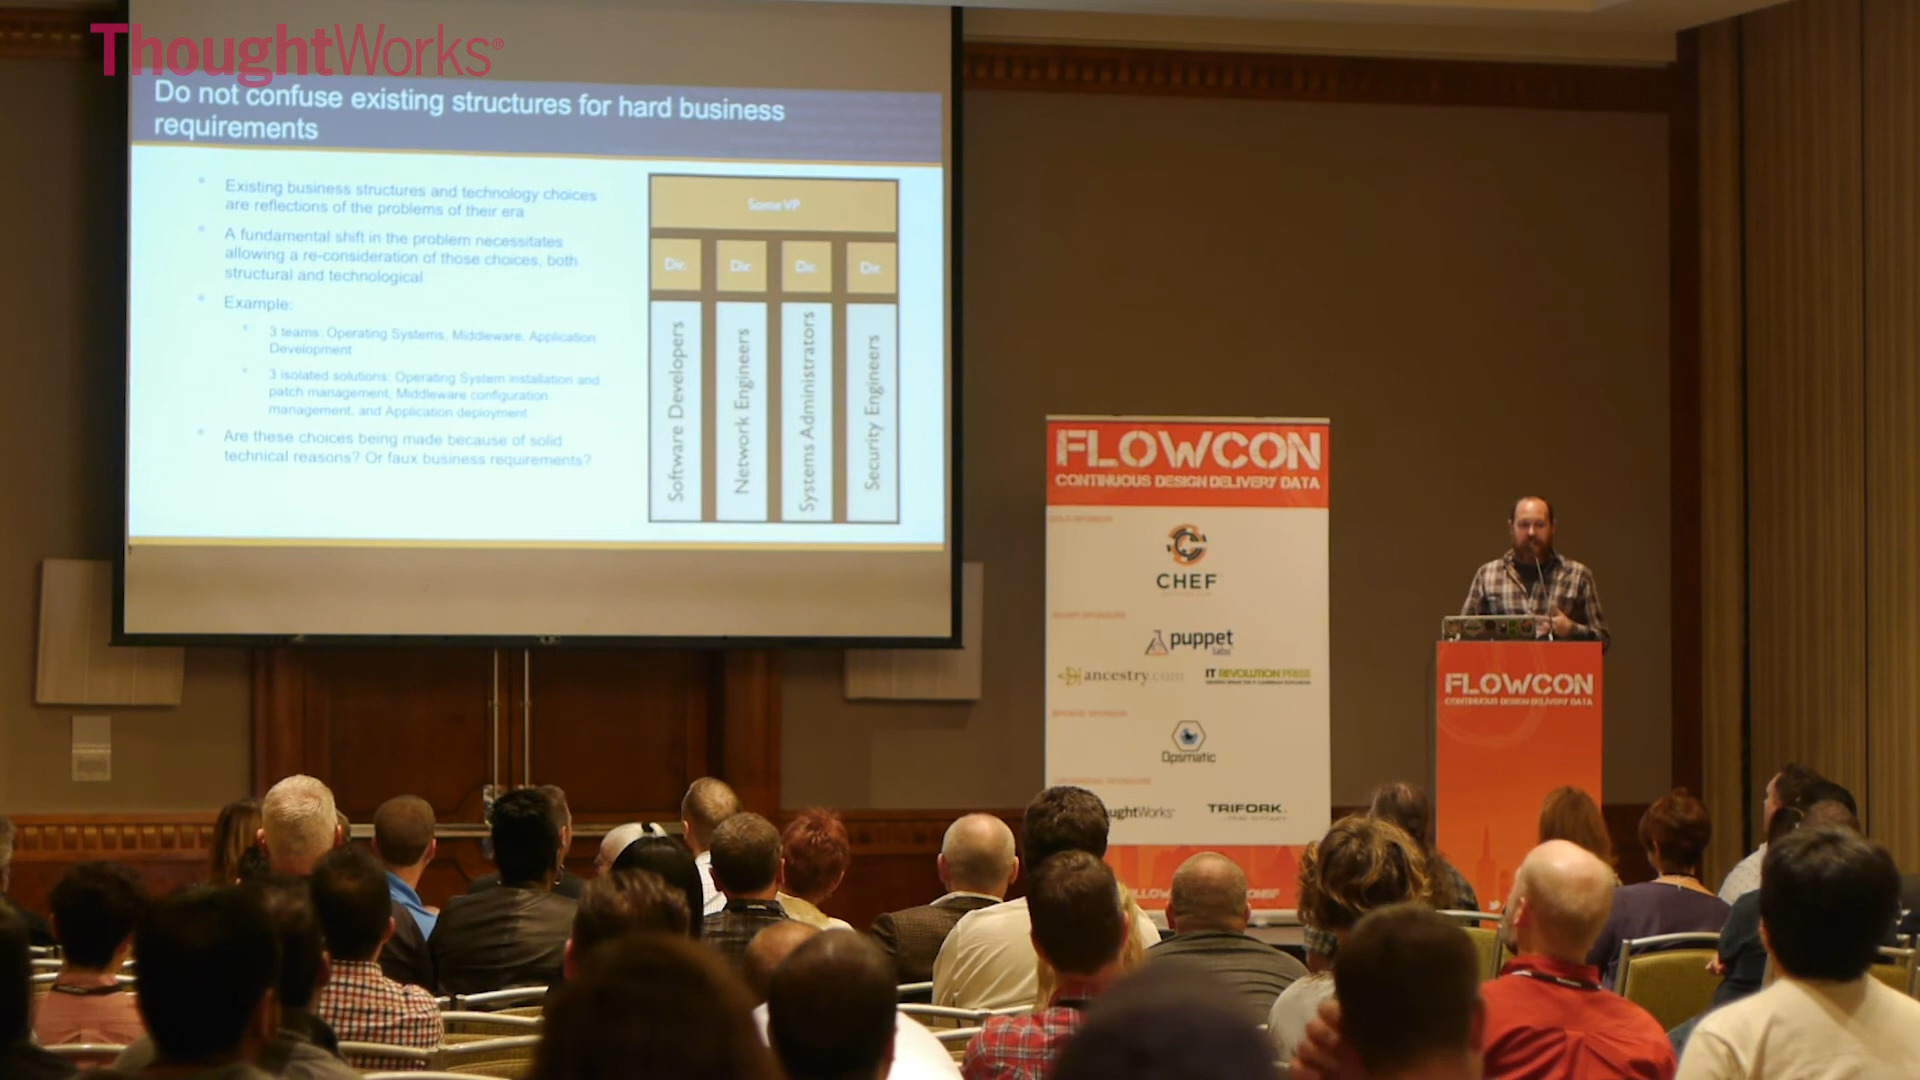 ThoughtWorks®
Do not confuse existing structures for hard business
requirements
Existing business structures and technology choices
are reflections of the problems of their era
A fundamental shift in the problem necessitates
allowing a re-consideration of those choices, both
structural and technological
Example:
3 teams: Operating Systems, Middleware, Application
Development
3 isolated solutions: Operating System installation and
patch management, Middleware configuration
management, and Application deployment
Are these choices being made because of solid
technical reasons? Or faux business requirements?
Some VP
Dir.
Dir.
Dir.
Dir.
Software Developers
Network Engineers
Systems Administrators
Security Engineers
FLOWCON
CONTINUOUS DESIGN DELIVERY DATA
GOLD SPONSOR
CHEF
puppet
labs
ancestry.com
IT REVOLUTION PRESS
Opsmatic
ughtWorks®
TRIFORK.
FLOWCON
CONTINUOUS DESIGN DELIVERY DATA